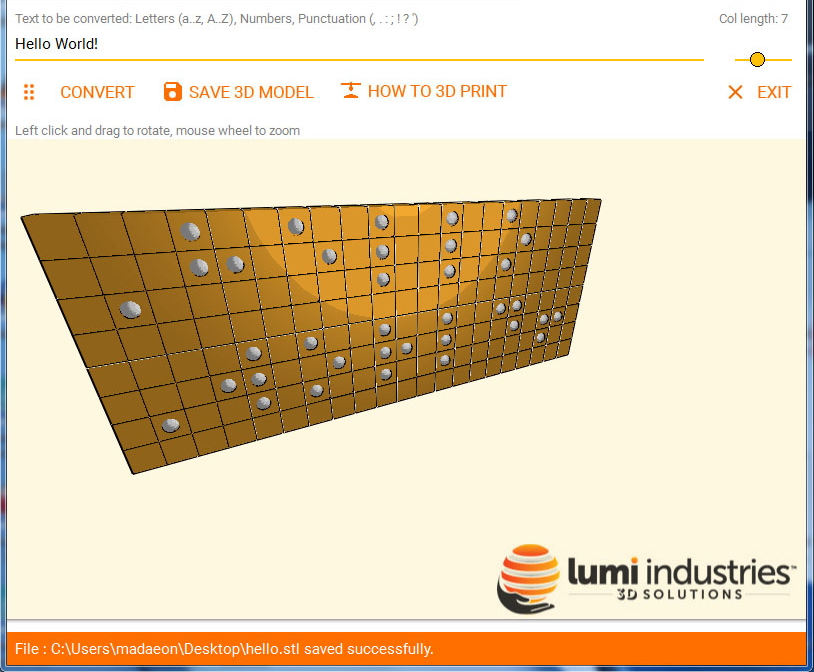 Text to be converted: Letters (a..z, A..Z), Numbers, Punctuation (, . : ; ! ? ')
Col length: 7
Hello World!
CONVERT
SAVE 3D MODEL
HOW TO 3D PRINT
EXIT
Left click and drag to rotate, mouse wheel to zoom
lumi industries™
3D SOLUTIONS
File : C:\Users\madaeon\Desktop\hello.stl saved successfully.